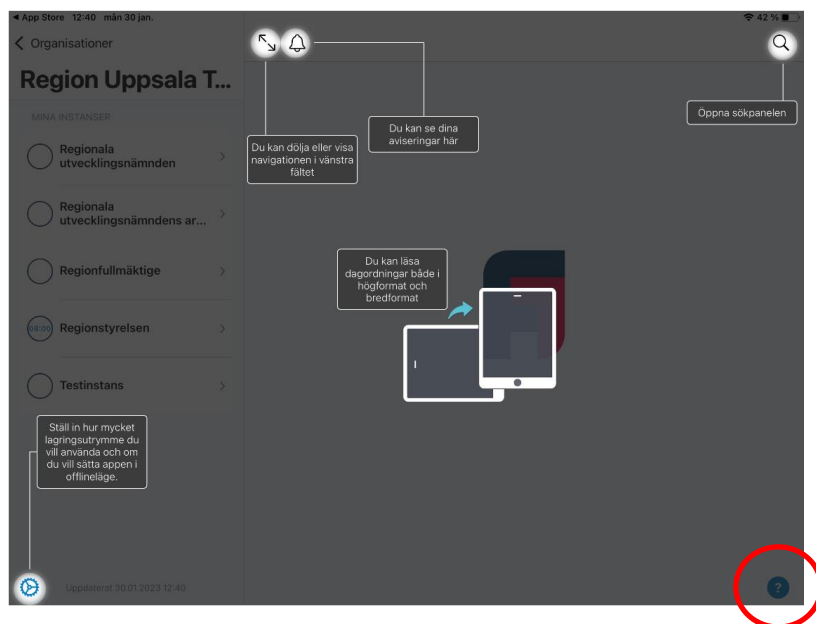 App Store 12:40 mån 30 jan.
42 %
Organisationer
Region Uppsala T...
MINA INSTANSER
Regionala
utvecklingsnämnden
Regionala
utvecklingsnämndens ar...
Regionfullmäktige
08:00 Regionstyrelsen
Testinstans
Ställ in hur mycket
lagringsutrymme du
vill använda och om
du vill sätta appen i
offlineläge.
Uppdaterat 30.01.2023 12:40
Du kan dölja eller visa
navigationen i vänstra
fältet
Du kan se dina
aviseringar här
Öppna sökpanelen
Du kan läsa
dagordningar både i
högformat och
bredformat
?